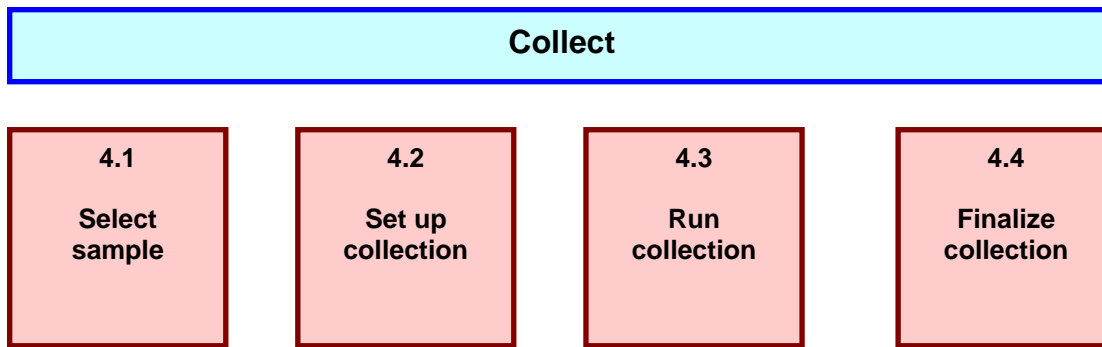 Collect
4.1
Select
sample
4.2
Set up
collection
4.3
Run
collection
4.4
Finalize
collection